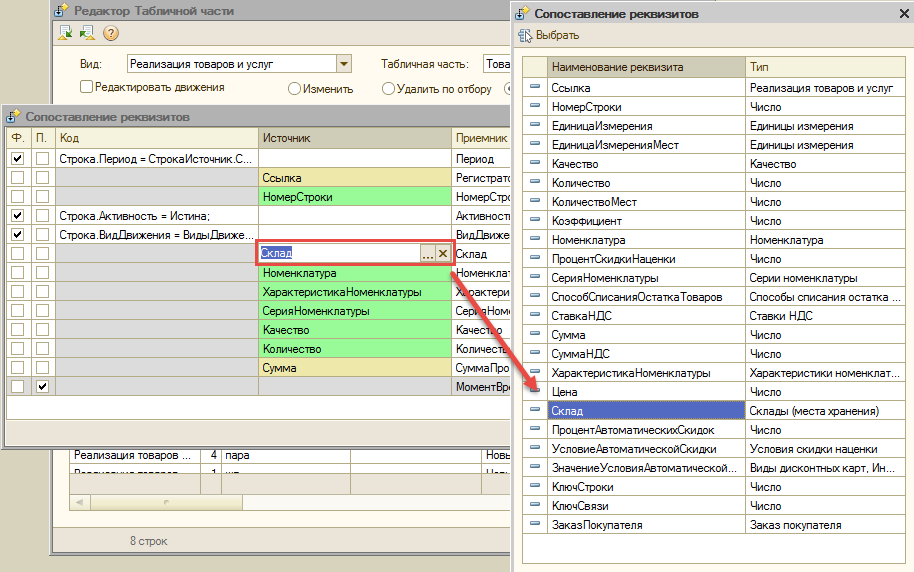 Редактор Табличной части
Вид: Реализация товаров и услуг Табличная часть: Това
Редактировать движения Изменить Удалить по отбору
Сопоставление реквизитов
Ф. П. Код Источник Приемник
Строка.Период = СтрокаИсточник.С... Период
Ссылка Регистрато
НомерСтроки НомерСтро
Строка.Активность = Истина; Активность
Строка.ВидДвижения = ВидыДвиже... ВидДвижен
Склад ... Склад
Номенклатура Номенклат
ХарактеристикаНоменклатуры Характери
СерияНоменклатуры СерияНом
Качество Качество
Количество Количеств
Сумма СуммаПро
МоментВр
Реализация товаров ... 4 пара Новы
8 строк
Сопоставление реквизитов
Выбрать
Наименование реквизита Тип
Ссылка Реализация товаров и услуг
НомерСтроки Число
ЕдиницаИзмерения Единицы измерения
ЕдиницаИзмеренияМест Единицы измерения
Качество Качество
Количество Число
КоличествоМест Число
Коэффициент Число
Номенклатура Номенклатура
ПроцентСкидкиНаценки Число
СерияНоменклатуры Серии номенклатуры
СпособСписанияОстаткаТоваров Способы списания остатка ...
СтавкаНДС Ставки НДС
Сумма Число
СуммаНДС Число
ХарактеристикаНоменклатуры Характеристики номенклат...
Цена Число
Склад Склады (места хранения)
ПроцентАвтоматическихСкидок Число
УсловиеАвтоматическойСкидки Условия скидки наценки
ЗначениеУсловияАвтоматической... Виды дисконтных карт, Ин...
КлючСтроки Число
КлючСвязи Число
ЗаказПокупателя Заказ покупателя